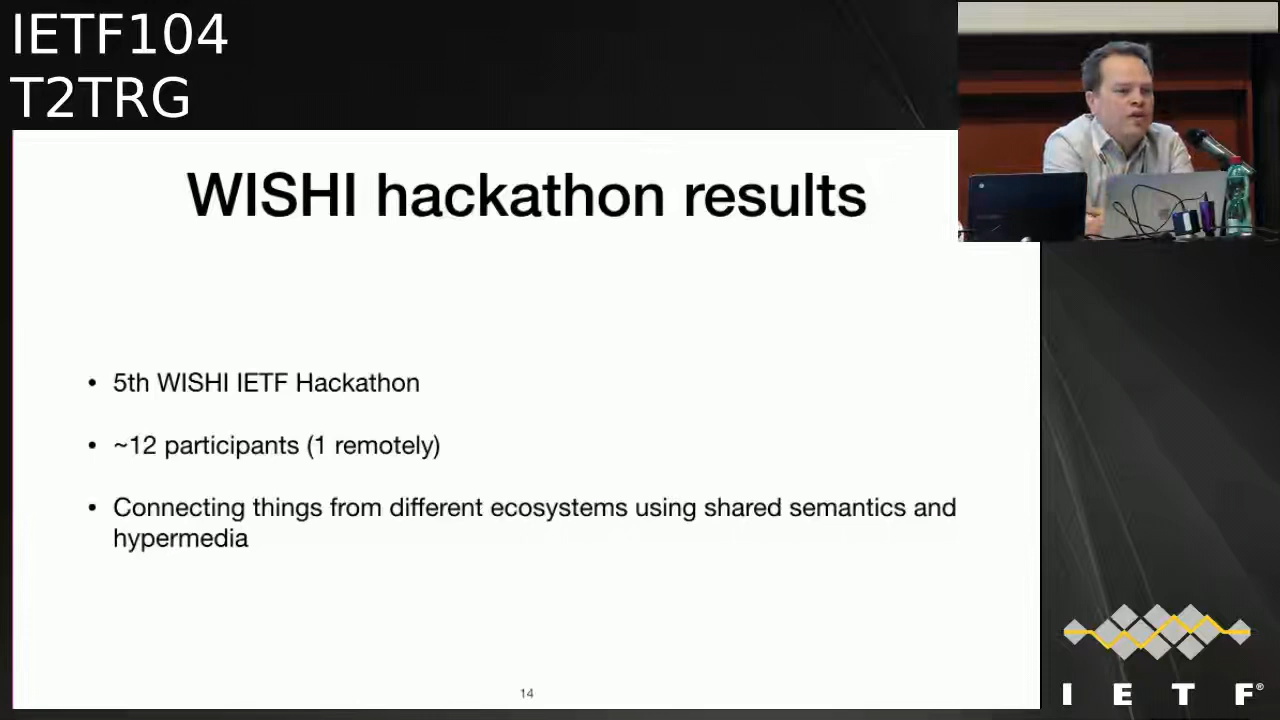 IETF104
T2TRG
WISHI hackathon results
• 5th WISHI IETF Hackathon
• ~12 participants (1 remotely)
• Connecting things from different ecosystems using shared semantics and
hypermedia
14
I E T F®